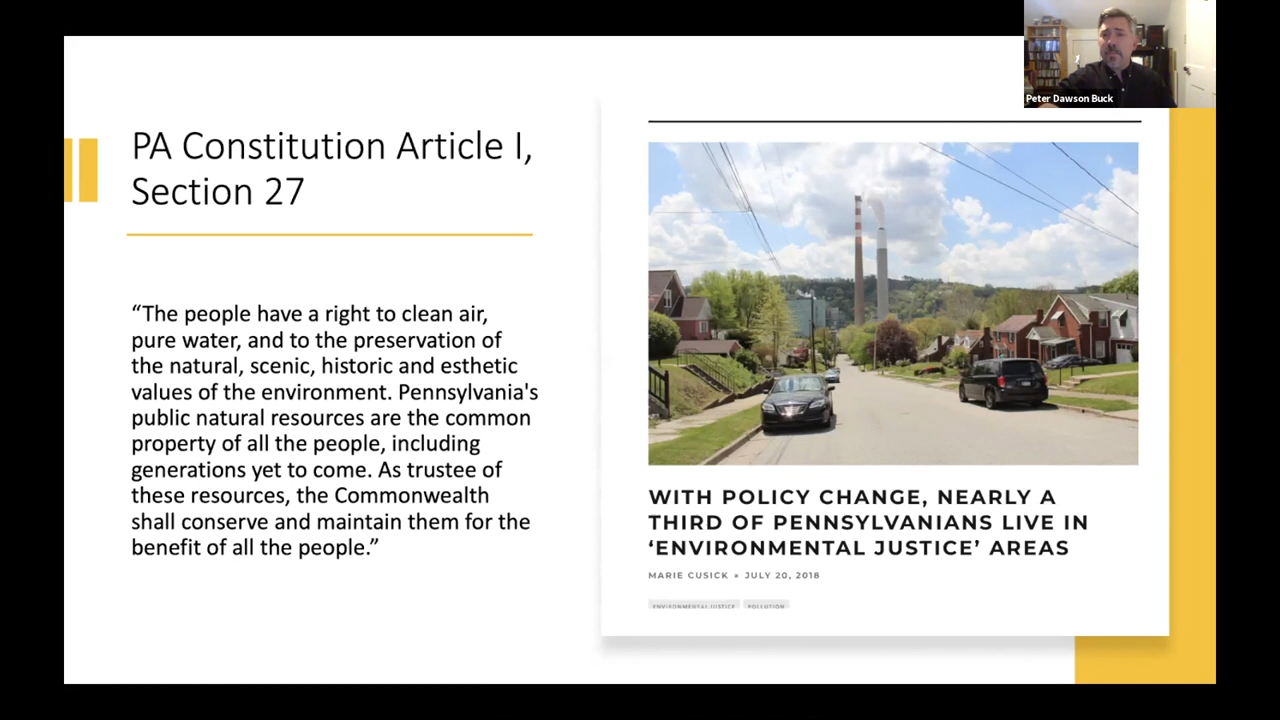 Peter Dawson Buck
PA Constitution Article I,
Section 27
“The people have a right to clean air,
pure water, and to the preservation of
the natural, scenic, historic and esthetic
values of the environment. Pennsylvania's
public natural resources are the common
property of all the people, including
generations yet to come. As trustee of
these resources, the Commonwealth
shall conserve and maintain them for the
benefit of all the people.”
WITH POLICY CHANGE, NEARLY A
THIRD OF PENNSYLVANIANS LIVE IN
‘ENVIRONMENTAL JUSTICE’ AREAS
MARIE CUSICK × JULY 20, 2018
ENVIRONMENTAL JUSTICE POLLUTION